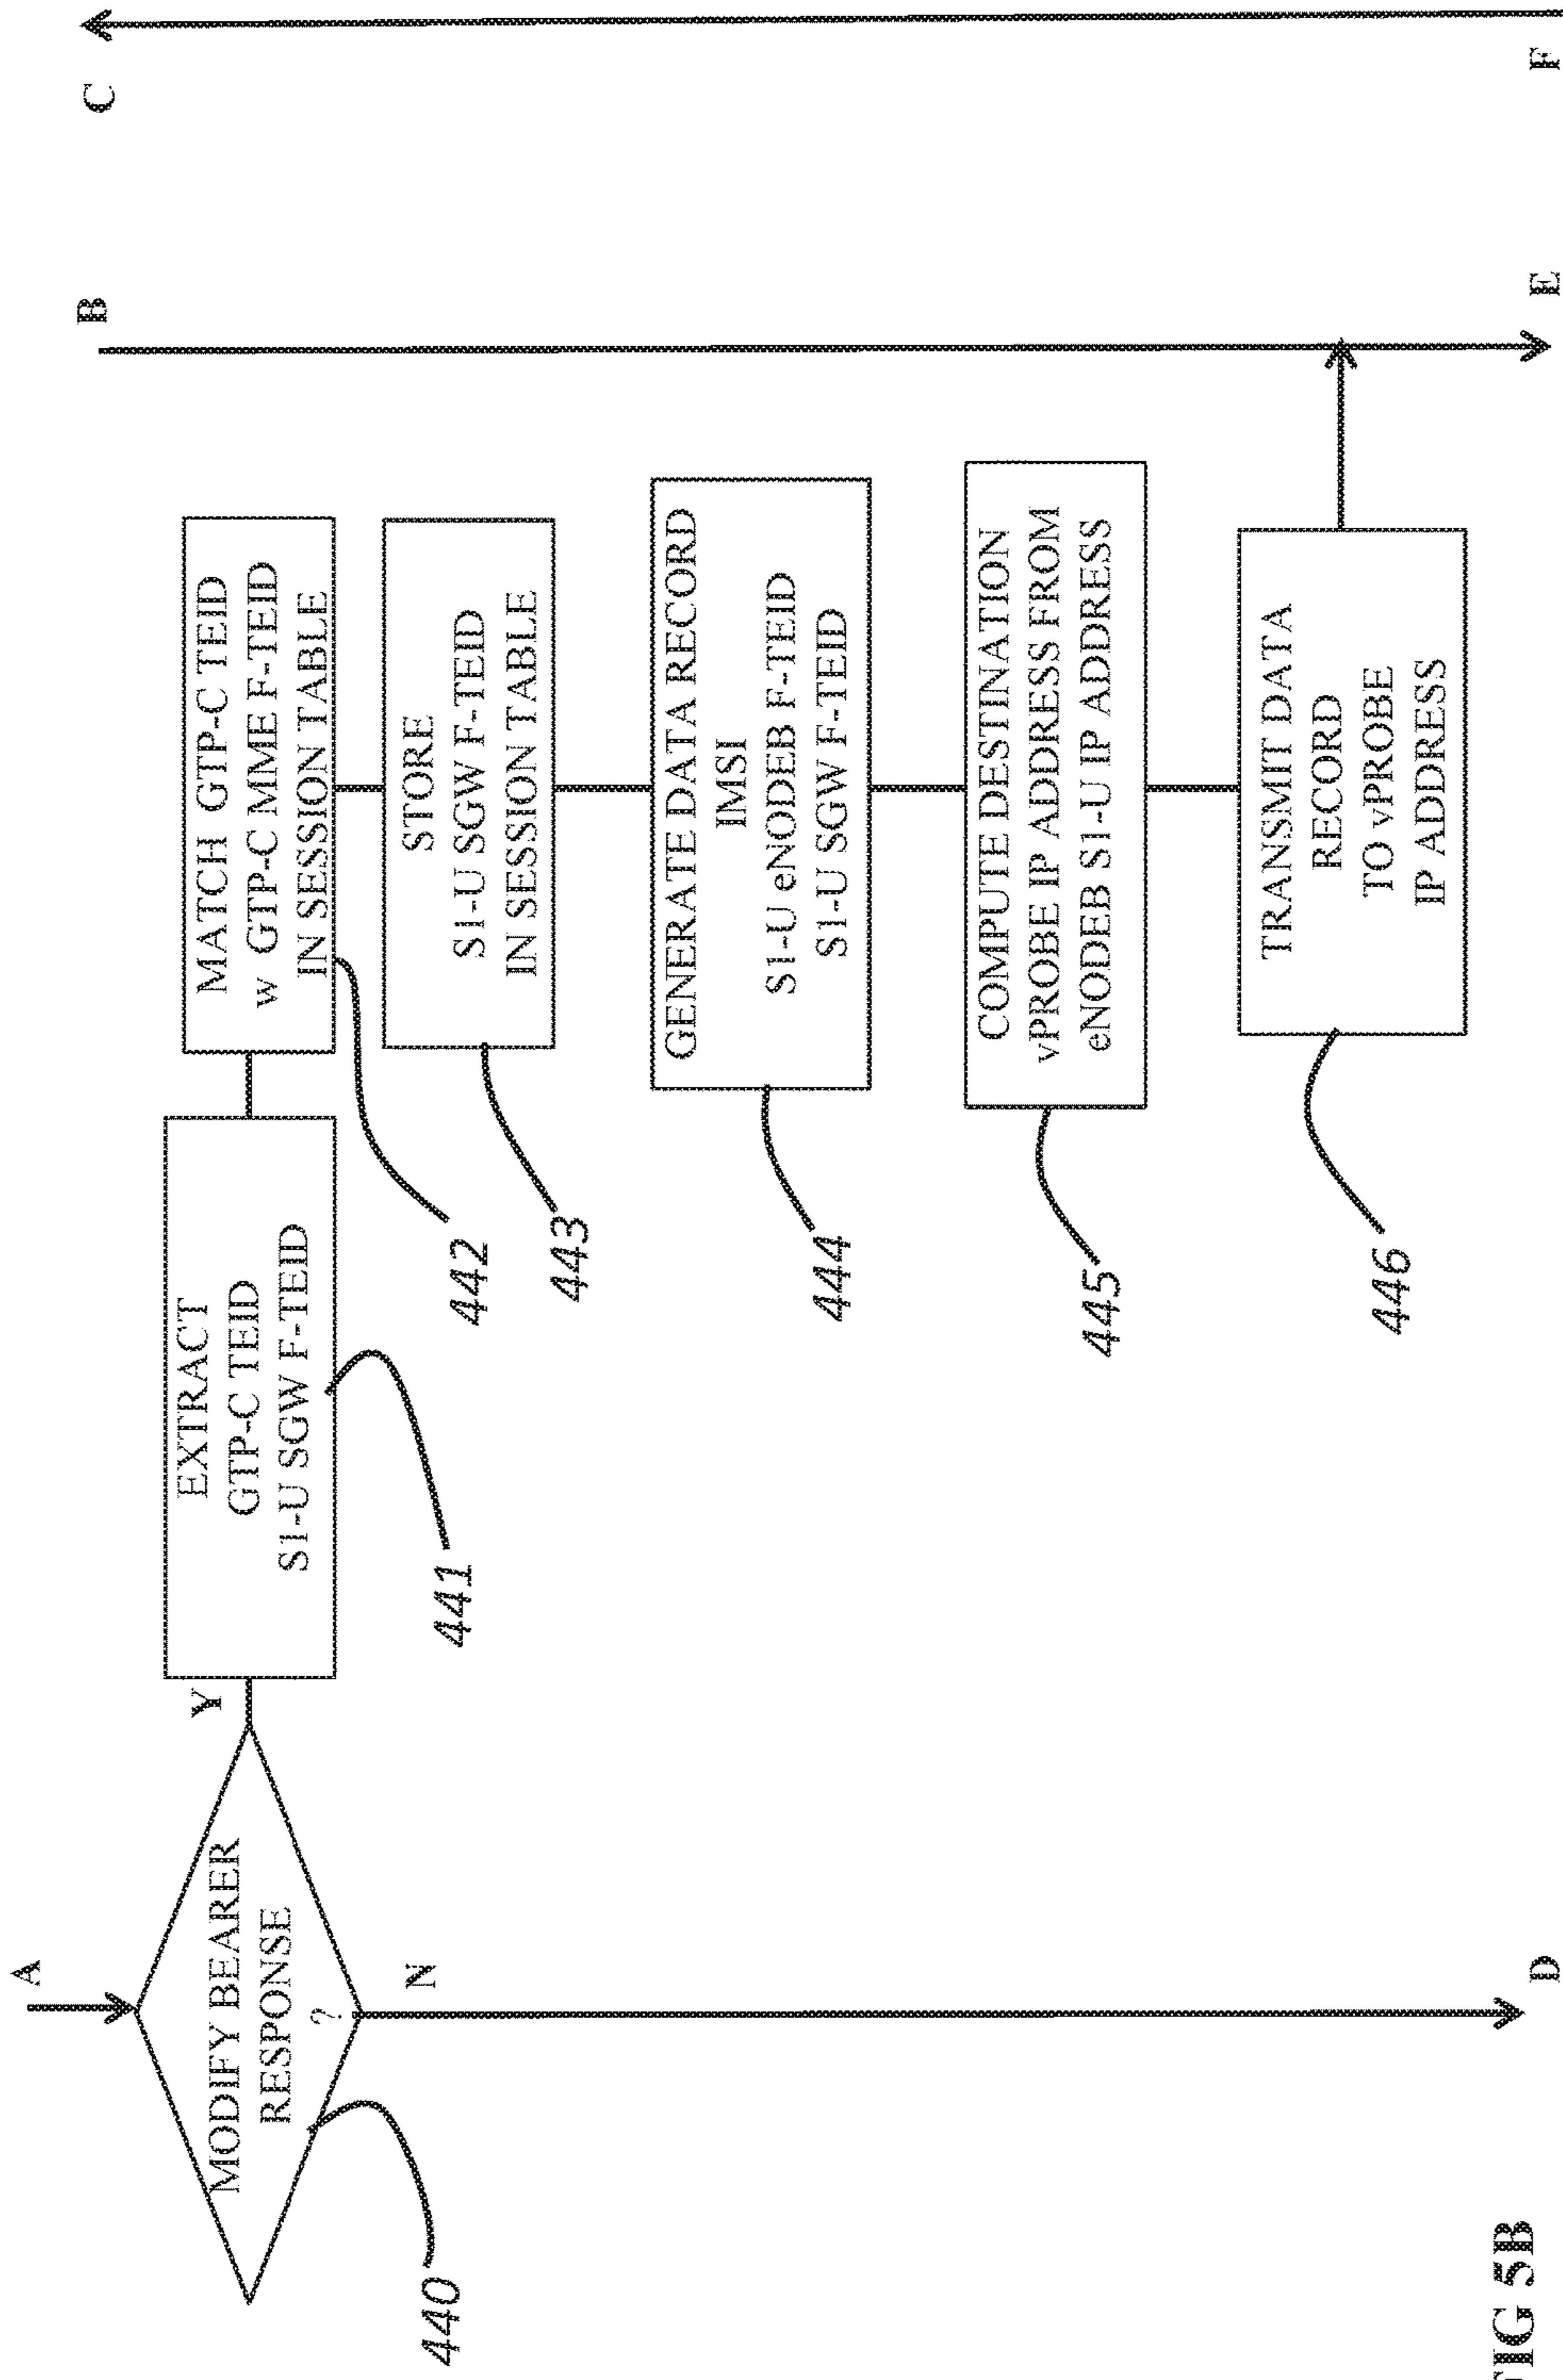 A
B
C
MODIFY BEARER
RESPONSE
?
Y
N
440
EXTRACT
GTP-C TEID
S1-U SGW F-TEID
441
MATCH GTP-C TEID
w GTP-C MME F-TEID
IN SESSION TABLE
442
STORE
S1-U SGW F-TEID
IN SESSION TABLE
443
GENERATE DATA RECORD
IMSI
S1-U eNODEB F-TEID
S1-U SGW F-TEID
444
COMPUTE DESTINATION
vPROBE IP ADDRESS FROM
eNODEB S1-U IP ADDRESS
445
TRANSMIT DATA
RECORD
TO vPROBE
IP ADDRESS
446
D
E
F
FIG 5B